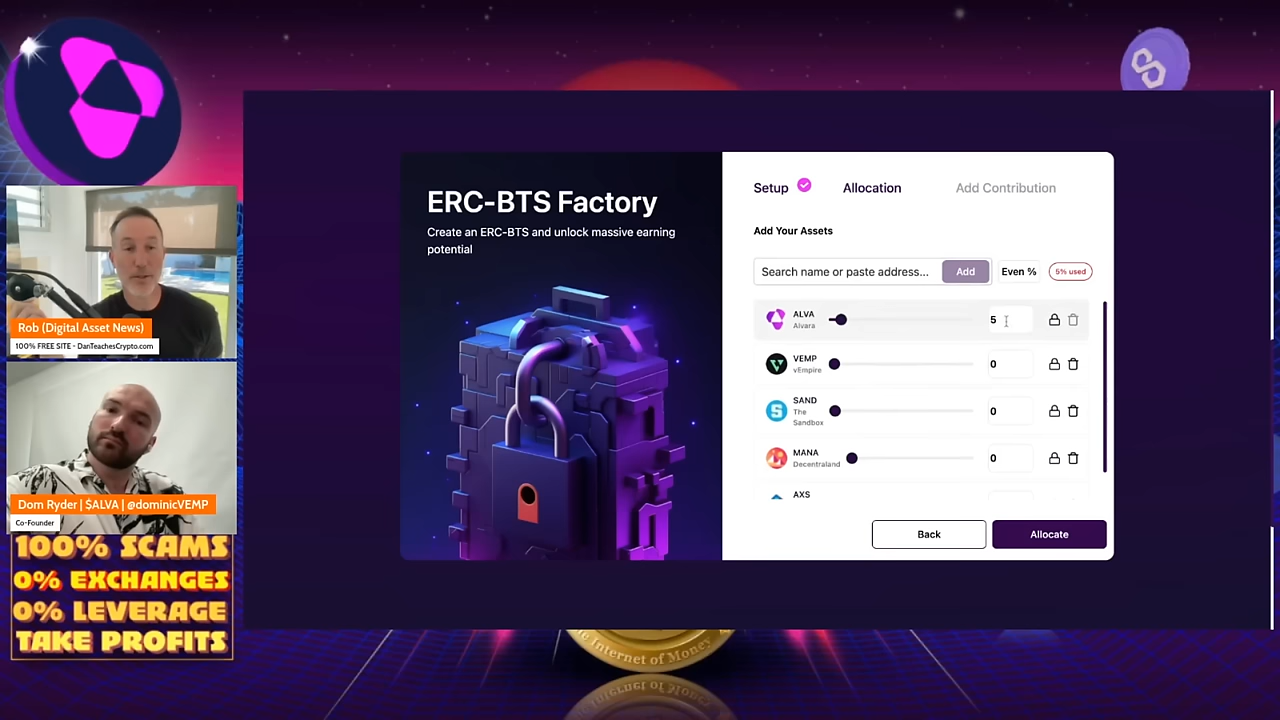 Rob (Digital Asset News)
100% FREE SITE - DanTeachesCrypto.com
Dom Ryder | $ALVA | @dominicVEMP
Co-Founder
100% SCAMS
0% EXCHANGES
0% LEVERAGE
TAKE PROFITS
ERC-BTS Factory
Create an ERC-BTS and unlock massive earning
potential
Setup
Allocation
Add Contribution
Add Your Assets
Search name or paste address...
Add
Even %
5% used
ALVA
Alvara
5
VEMP
vEmpire
0
SAND
The
Sandbox
0
MANA
Decentraland
0
AXS
Back
Allocate
Internet of Money